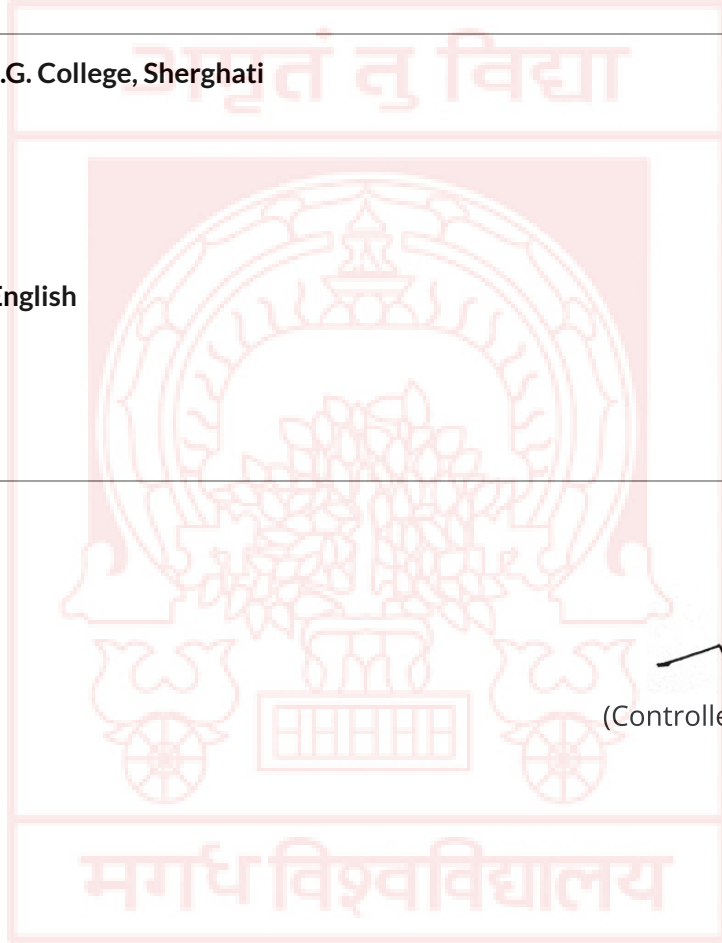 अमृतं तु विद्या
.G. College, Sherghati
English
(Controlle
मगध विश्वविद्यालय